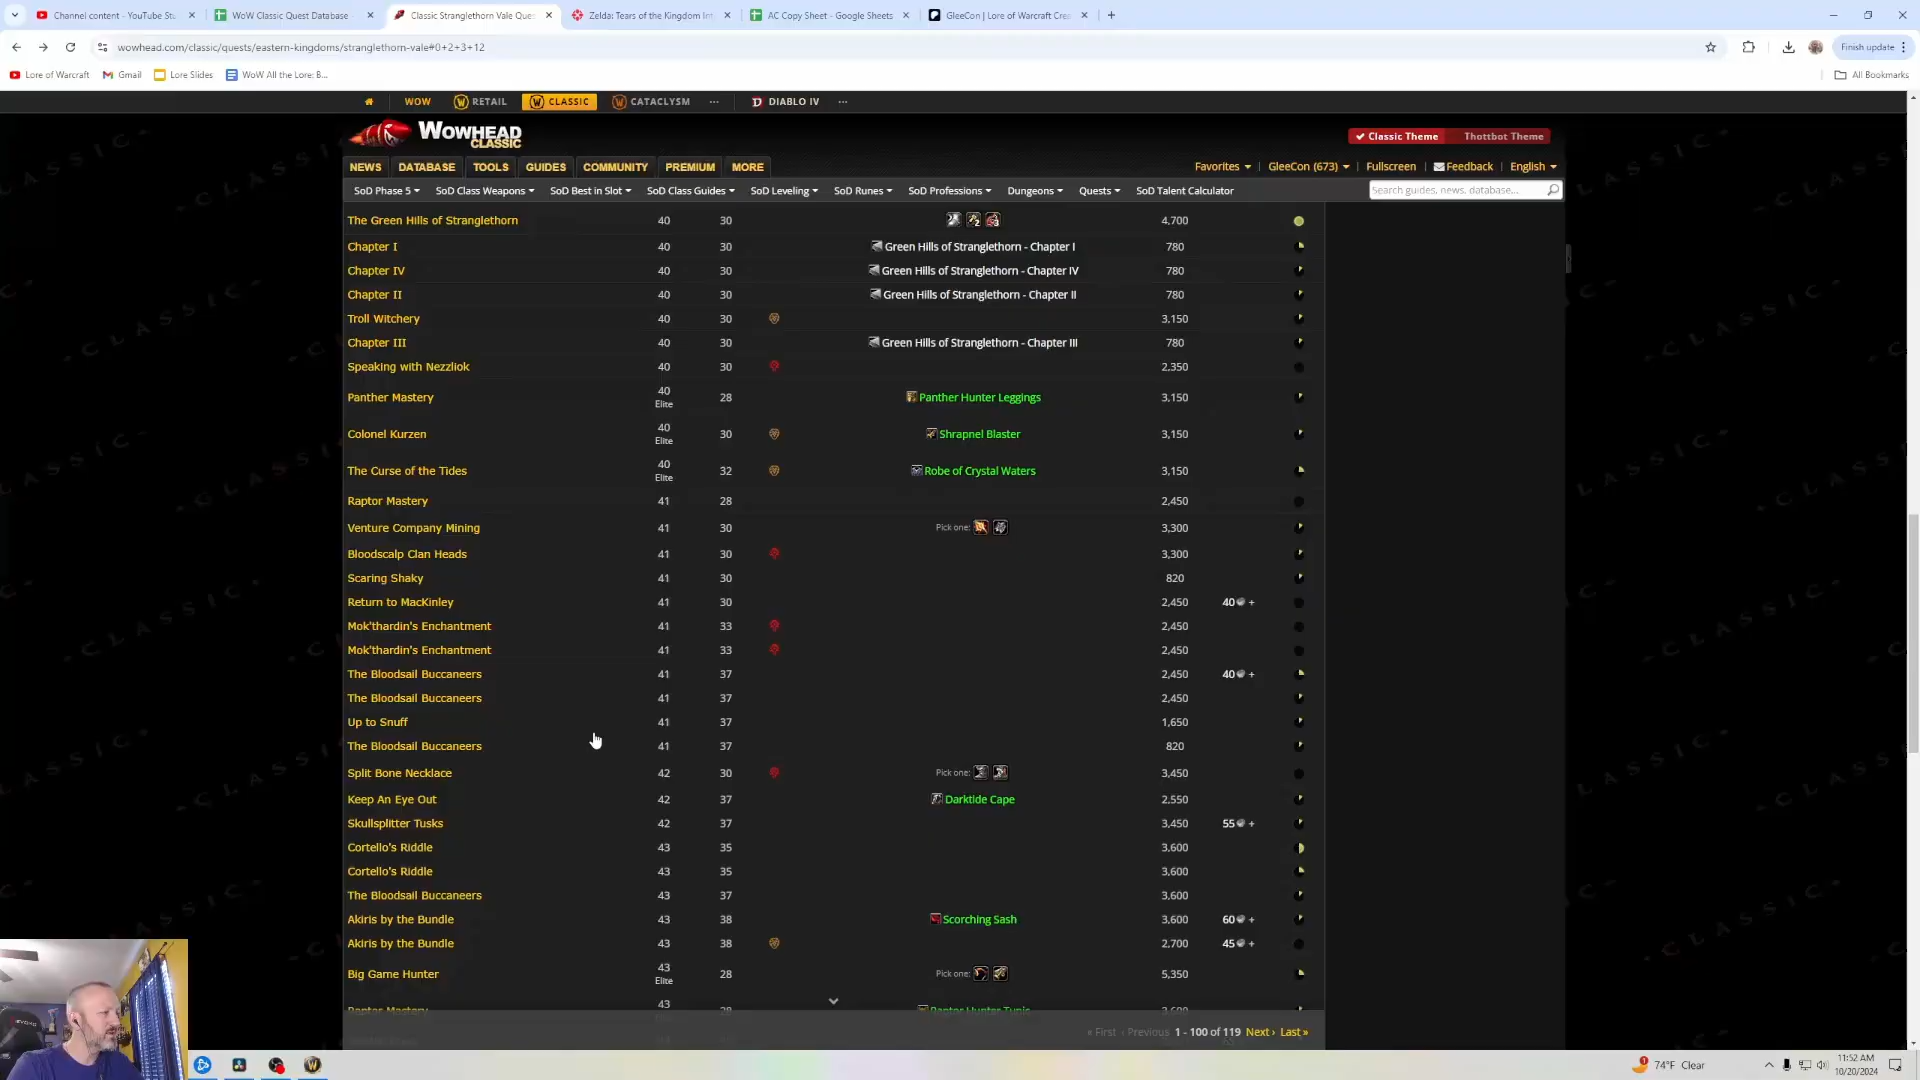 Channel content - YouTube St
WoW Classic Quest Database -
Classic Stranglethorn Vale Ques
Zelda: Tears of the Kingdom Int
AC Copy Sheet - Google Sheets
GleeCon | Lore of Warcraft Cre
wowhead.com/classic/quests/eastern-kingdoms/stranglethorn-vale#0+2+3+12
Finish update
Lore of Warcraft
Gmail
Lore Slides
WoW All the Lore: B...
All Bookmarks
WOW
RETAIL
CLASSIC
CATACLYSM
DIABLO IV
WOWHEAD
CLASSIC
Classic Theme
Thottbot Theme
NEWS DATABASE TOOLS GUIDES COMMUNITY PREMIUM MORE
Favorites | GleeCon (673) | Fullscreen | Feedback | English
SoD Phase 5 SoD Class Weapons SoD Best in Slot SoD Class Guides SoD Leveling SoD Runes SoD Professions Dungeons Quests SoD Talent Calculator
Search guides, news, database...
The Green Hills of Stranglethorn 40 30 2 3 4,700
Chapter I 40 30 Green Hills of Stranglethorn - Chapter I 780
Chapter IV 40 30 Green Hills of Stranglethorn - Chapter IV 780
Chapter II 40 30 Green Hills of Stranglethorn - Chapter II 780
Troll Witchery 40 30 3,150
Chapter III 40 30 Green Hills of Stranglethorn - Chapter III 780
Speaking with Nezzliok 40 30 2,350
Panther Mastery 40 Elite 28 Panther Hunter Leggings 3,150
Colonel Kurzen 40 Elite 30 Shrapnel Blaster 3,150
The Curse of the Tides 40 Elite 32 Robe of Crystal Waters 3,150
Raptor Mastery 41 28 2,450
Venture Company Mining 41 30 Pick one: 3,300
Bloodscalp Clan Heads 41 30 3,300
Scaring Shaky 41 30 820
Return to MacKinley 41 30 2,450 40 +
Mok'thardin's Enchantment 41 33 2,450
Mok'thardin's Enchantment 41 33 2,450
The Bloodsail Buccaneers 41 37 2,450 40 +
The Bloodsail Buccaneers 41 37 2,450
Up to Snuff 41 37 1,650
The Bloodsail Buccaneers 41 37 820
Split Bone Necklace 42 30 Pick one: 3,450
Keep An Eye Out 42 37 Darktide Cape 2,550
Skullsplitter Tusks 42 37 3,450 55 +
Cortello's Riddle 43 35 3,600
Cortello's Riddle 43 35 3,600
The Bloodsail Buccaneers 43 37 3,600
Akiris by the Bundle 43 38 Scorching Sash 3,600 60 +
Akiris by the Bundle 43 38 2,700 45 +
Big Game Hunter 43 Elite 28 Pick one: 5,350
Raptor Mastery 43 28 Raptor Hunter Tunic 3,600
« First ‹ Previous 1 - 100 of 119 Next › Last »
74°F Clear
11:52 AM
10/20/2024